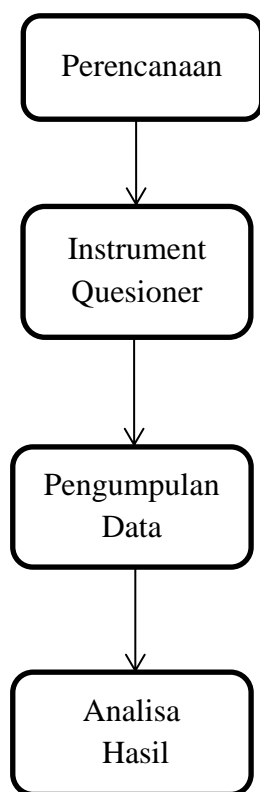 Perencanaan
Instrument
Quesioner
Pengumpulan
Data
Analisa
Hasil